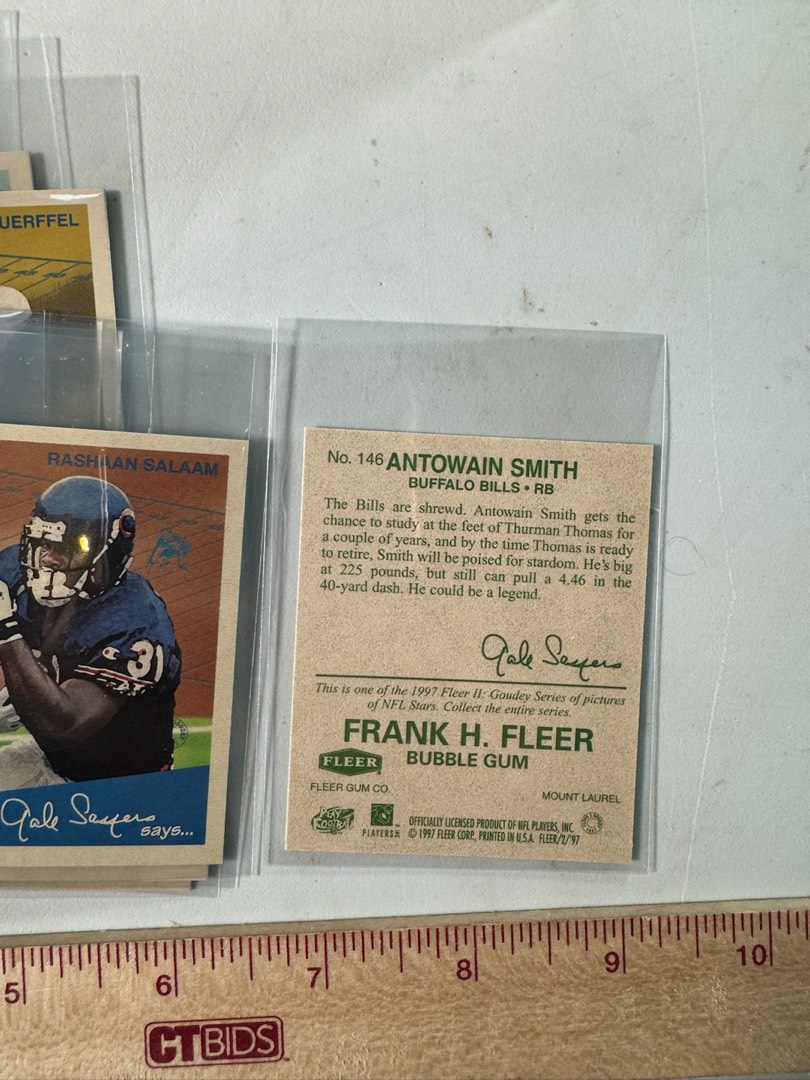 UERFFEL
RASHAAN SALAAM
31
Gale Sayers
says...
No. 146 ANTOWAIN SMITH
BUFFALO BILLS • RB
The Bills are shrewd. Antowain Smith gets the
chance to study at the feet of Thurman Thomas for
a couple of years, and by the time Thomas is ready
to retire, Smith will be poised for stardom. He's big
at 225 pounds, but still can pull a 4.46 in the
40-yard dash. He could be a legend.
Gale Sayers
This is one of the 1997 Fleer II: Goudey Series of pictures
of NFL Stars. Collect the entire series.
FRANK H. FLEER
BUBBLE GUM
FLEER
FLEER GUM CO.
MOUNT LAUREL
PLAY FOOTBALL
PLAYERS INC
OFFICIALLY LICENSED PRODUCT OF NFL PLAYERS, INC.
© 1997 FLEER CORP., PRINTED IN U.S.A. FLEER/2/'97
5 6 7 8 9 10
CTBIDS